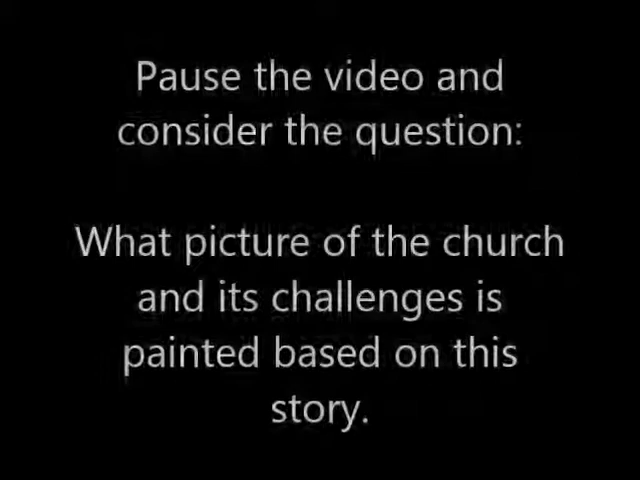 Pause the video and
consider the question:
What picture of the church
and its challenges is
painted based on this
story.